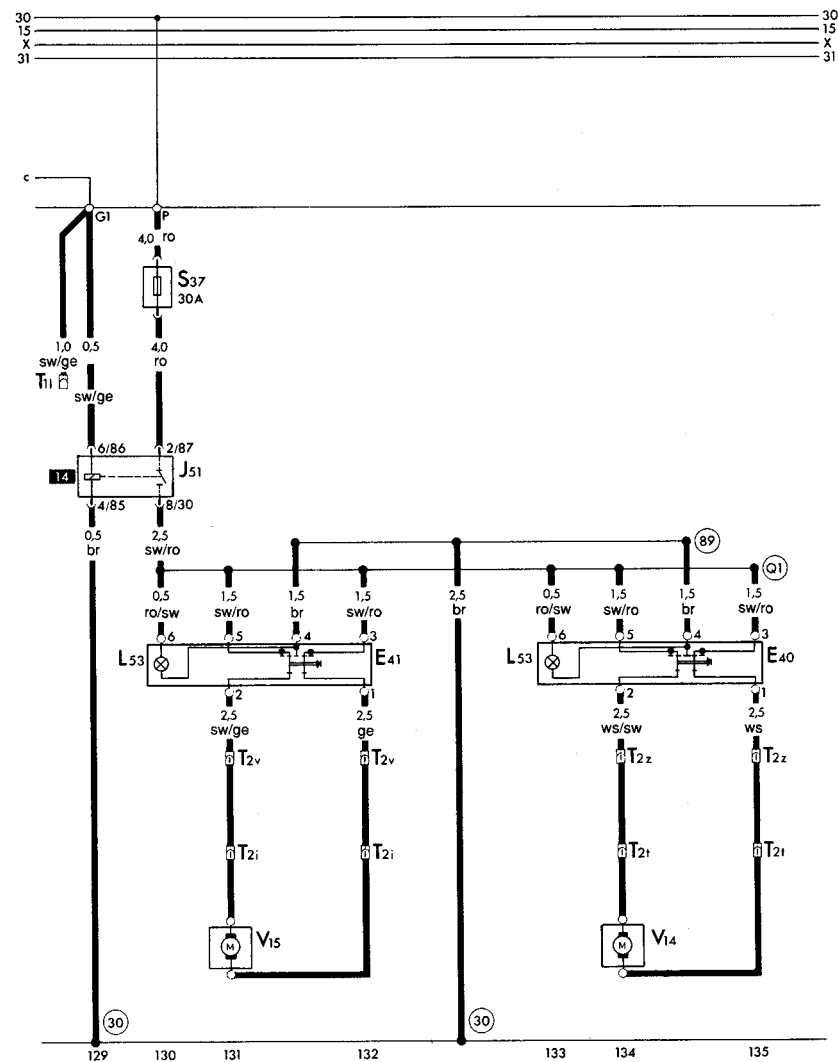 30 30
15 15
X X
31 31
c
G1 P
4,0 ro
S37
30A
1,0 0,5 4,0
sw/ge ro
T1l
sw/ge
6/86 2/87
14 J51
4/85 8/30
0,5 2,5
br sw/ro
89
Q1
0,5 1,5 1,5 1,5 2,5 0,5 1,5 1,5 1,5
ro/sw sw/ro br sw/ro br ro/sw sw/ro br sw/ro
6 5 4 3 6 5 4 3
L53 E41 L53 E40
2 1 2 1
2,5 2,5 2,5 2,5
sw/ge ge ws/sw ws
T2v T2v T2z T2z
T2i T2i T2t T2t
M V15 M V14
30 30
129 130 131 132 133 134 135